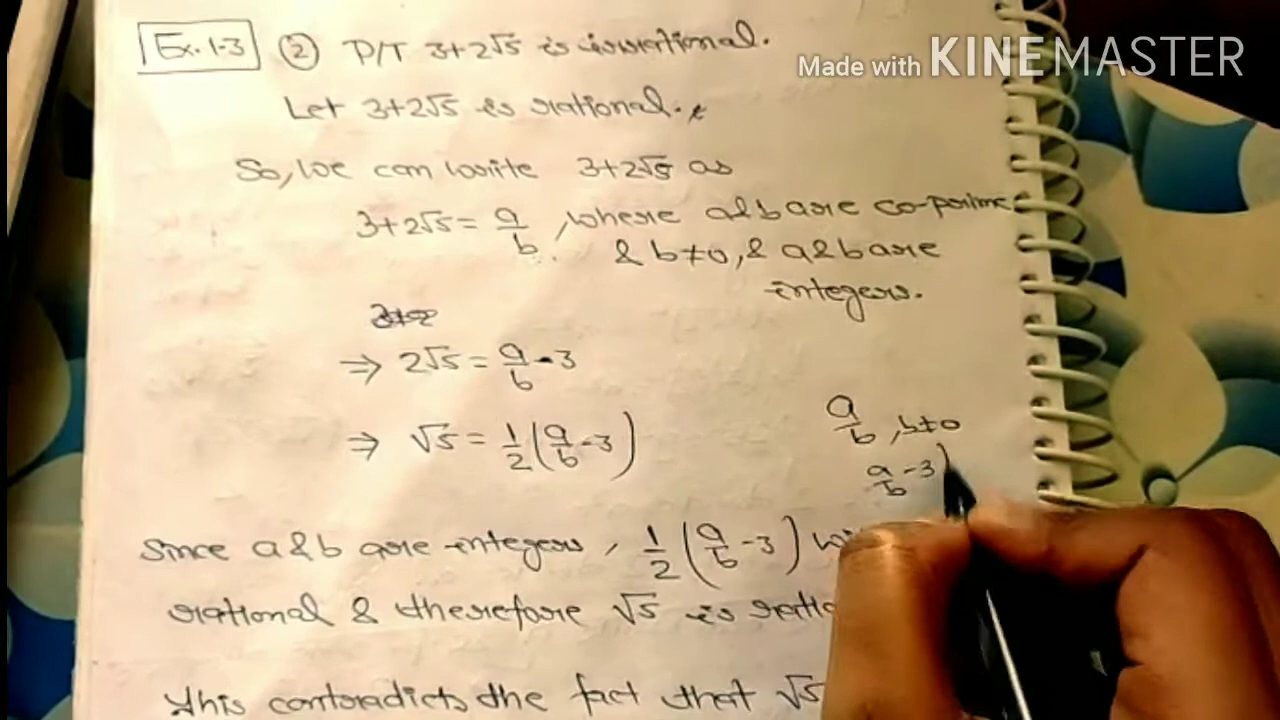 Ex. 1.3 ② P/T 3+2√5 is irrational.
Made with KINEMASTER
Let 3+2√5 is rational.
So, we can write 3+2√5 as
3+2√5 = a/b, where a & b are co-prime
& b≠0, & a & b are
integers.
⇒ 2√5 = a/b - 3
⇒ √5 = 1/2 (a/b - 3)
a/b, b≠0
a/b - 3)
Since a & b are integers, 1/2 (a/b - 3)
rational & therefore √5 is
This contradicts the fact that √5